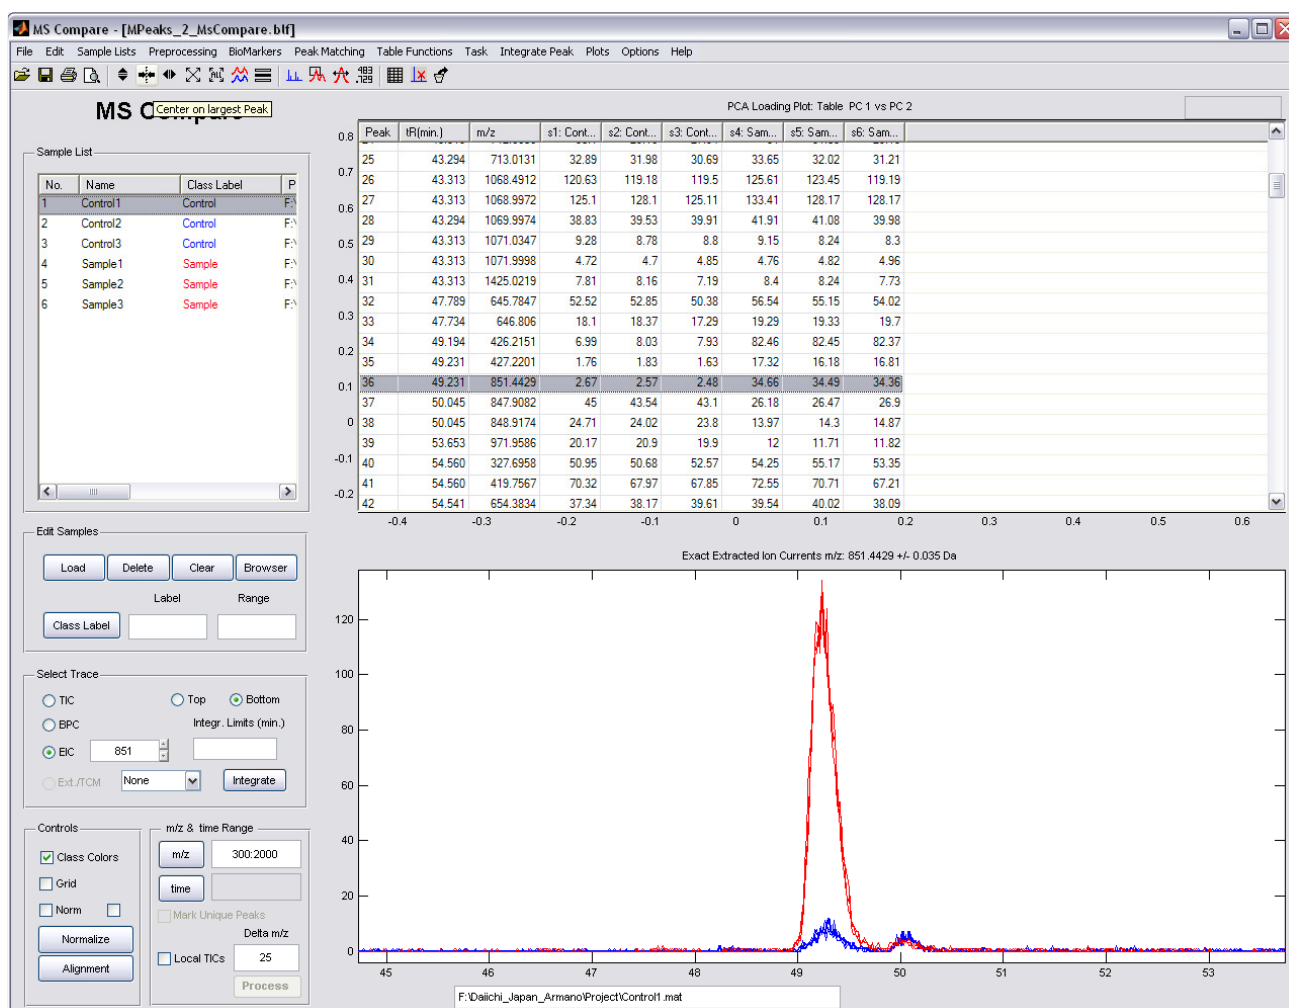 MS Compare - [MPeaks_2_MsCompare.blf]
File Edit Sample Lists Preprocessing BioMarkers Peak Matching Table Functions Task Integrate Peak Plots Options Help
Center on largest Peak
Sample List
No. Name Class Label P
1 Control1 Control F:\
2 Control2 Control F:\
3 Control3 Control F:\
4 Sample1 Sample F:\
5 Sample2 Sample F:\
6 Sample3 Sample F:\
Edit Samples
Load Delete Clear Browser
Label Range
Class Label
Select Trace
TIC Top Bottom
BPC Integr. Limits (min.)
EIC 851
Ext./TCM None Integrate
Controls
Class Colors
Grid
Norm
Normalize
Alignment
m/z & time Range
m/z 300:2000
time
Mark Unique Peaks
Delta m/z
Local TICs 25
Process
PCA Loading Plot: Table PC 1 vs PC 2
Peak tR(min.) m/z s1: Cont... s2: Cont... s3: Cont... s4: Sam... s5: Sam... s6: Sam...
25 43.294 713.0131 32.89 31.98 30.69 33.65 32.02 31.21
26 43.313 1068.4912 120.63 119.18 119.5 125.61 123.45 119.19
27 43.313 1068.9972 125.1 128.1 125.11 133.41 128.17 128.17
28 43.294 1069.9974 38.83 39.53 39.91 41.91 41.08 39.98
29 43.313 1071.0347 9.28 8.78 8.8 9.15 8.24 8.3
30 43.313 1071.9998 4.72 4.7 4.85 4.76 4.82 4.96
31 43.313 1425.0219 7.81 8.16 7.19 8.4 8.24 7.73
32 47.789 645.7847 52.52 52.85 50.38 56.54 55.15 54.02
33 47.734 646.806 18.1 18.37 17.29 19.29 19.33 19.7
34 49.194 426.2151 6.99 8.03 7.93 82.46 82.45 82.37
35 49.231 427.2201 1.76 1.83 1.63 17.32 16.18 16.81
36 49.231 851.4429 2.67 2.57 2.48 34.66 34.49 34.36
37 50.045 847.9082 45 43.54 43.1 26.18 26.47 26.9
38 50.045 848.9174 24.71 24.02 23.8 13.97 14.3 14.87
39 53.653 971.9586 20.17 20.9 19.9 12 11.71 11.82
40 54.560 327.6958 50.95 50.68 52.57 54.25 55.17 53.35
41 54.560 419.7567 70.32 67.97 67.85 72.55 70.71 67.21
42 54.541 654.3834 37.34 38.17 39.61 39.54 40.02 38.09
0.8
0.7
0.6
0.5
0.4
0.3
0.2
0.1
0
-0.1
-0.2
-0.4 -0.3 -0.2 -0.1 0 0.1 0.2 0.3 0.4 0.5 0.6
Exact Extracted Ion Currents m/z: 851.4429 +/- 0.035 Da
120
100
80
60
40
20
0
45 46 47 48 49 50 51 52 53
F:\Daiichi_Japan_Armano\Project\Control1.mat